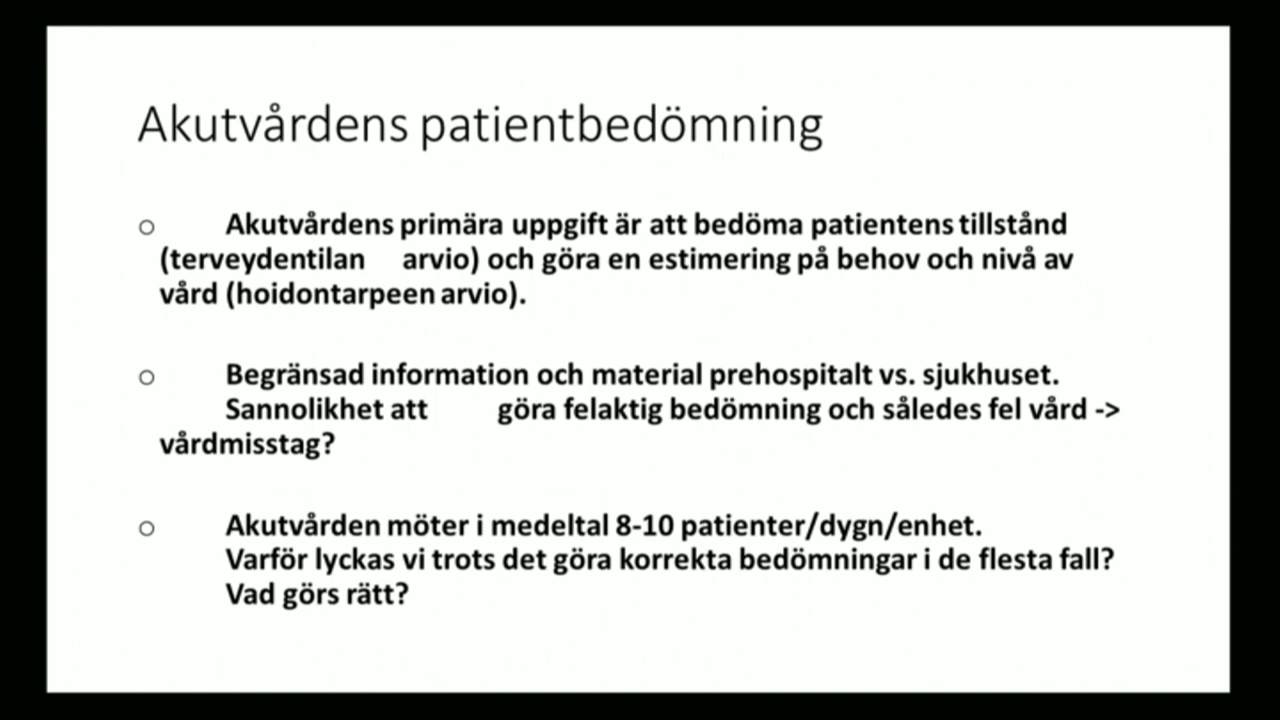 Akutvårdens patientbedömning
o Akutvårdens primära uppgift är att bedöma patientens tillstånd
(terveydentilan arvio) och göra en estimering på behov och nivå av
vård (hoidontarpeen arvio).
o Begränsad information och material prehospitalt vs. sjukhuset.
Sannolikhet att göra felaktig bedömning och således fel vård ->
vårdmisstag?
o Akutvården möter i medeltal 8-10 patienter/dygn/enhet.
Varför lyckas vi trots det göra korrekta bedömningar i de flesta fall?
Vad görs rätt?